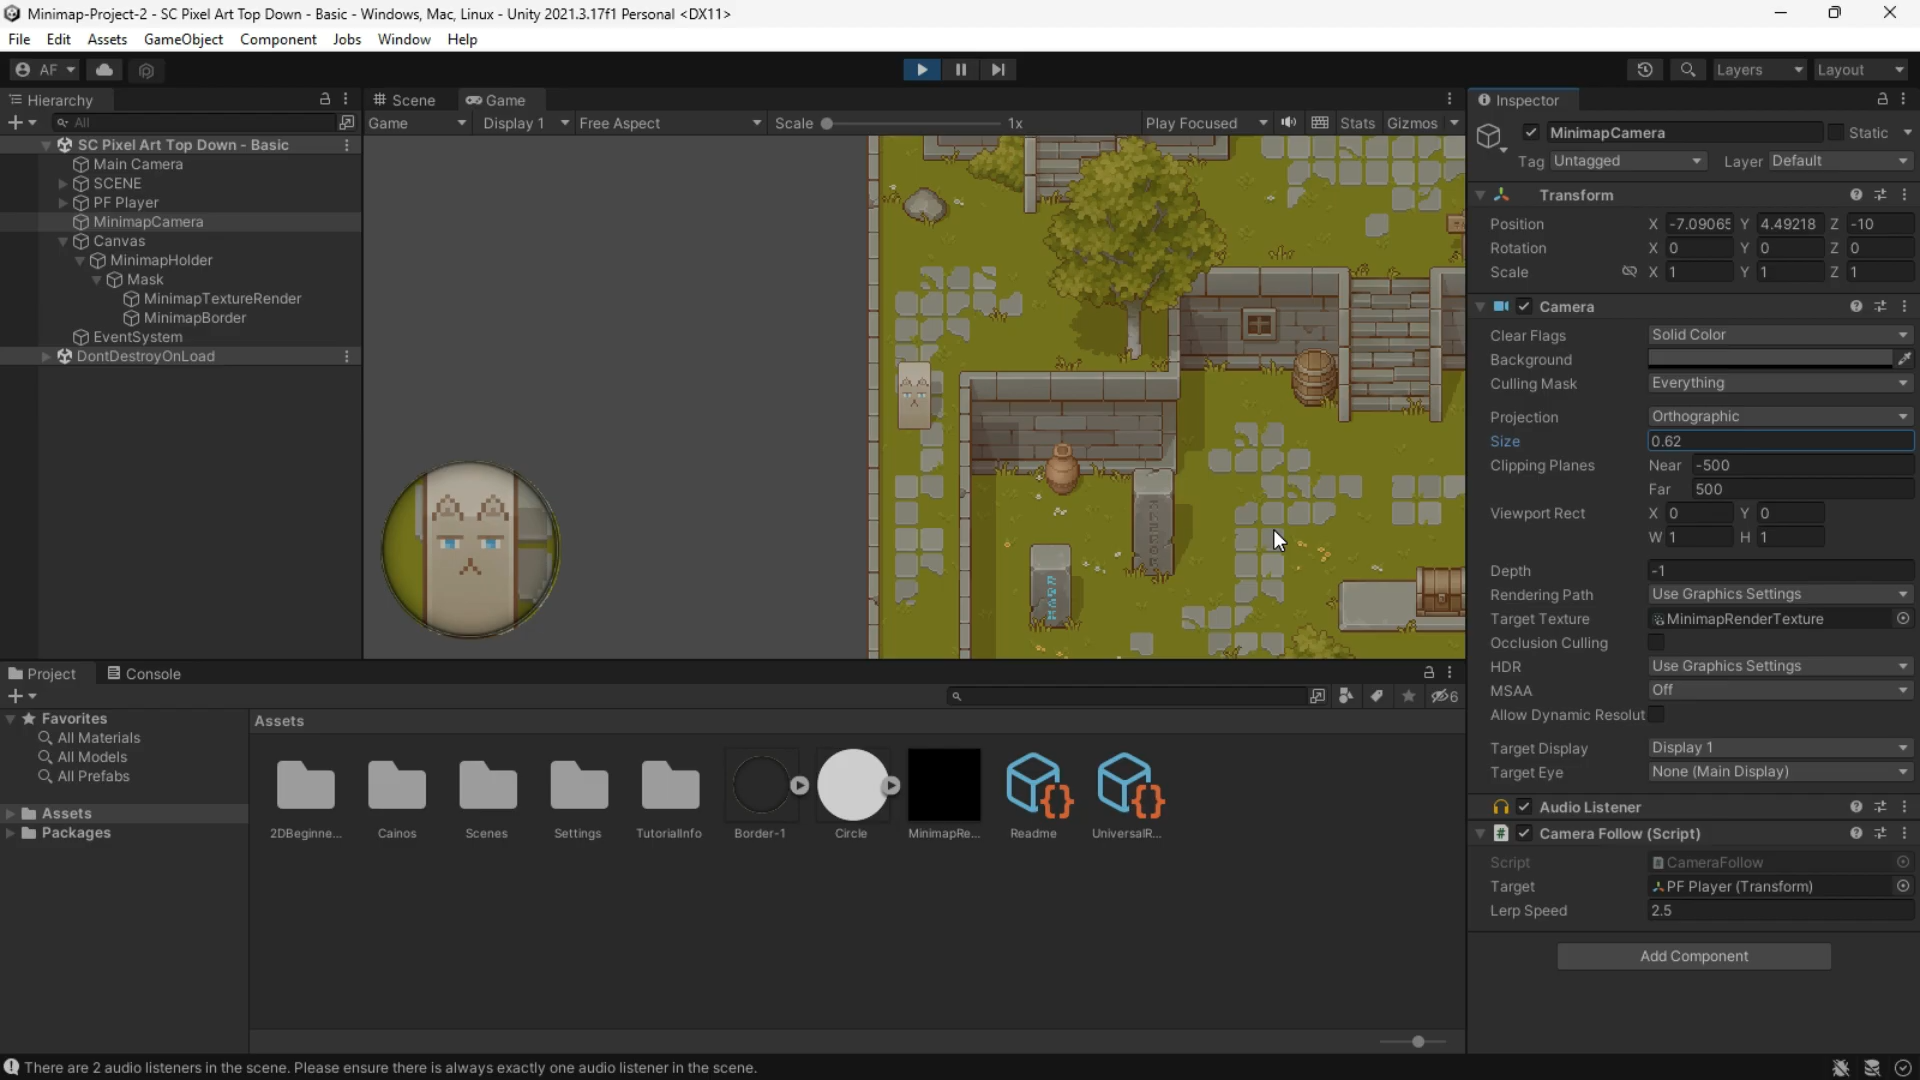 Minimap-Project-2 - SC Pixel Art Top Down - Basic - Windows, Mac, Linux - Unity 2021.3.17f1 Personal <DX11>
File Edit Assets GameObject Component Jobs Window Help
AF
Layers Layout
Hierarchy
All
SC Pixel Art Top Down - Basic
Main Camera
SCENE
PF Player
MinimapCamera
Canvas
MinimapHolder
Mask
MinimapTextureRender
MinimapBorder
EventSystem
DontDestroyOnLoad
Scene Game
Game Display 1 Free Aspect Scale 1x Play Focused Stats Gizmos
Inspector
MinimapCamera Static
Tag Untagged Layer Default
Transform
Position X -7.09065 Y 4.49218 Z -10
Rotation X 0 Y 0 Z 0
Scale X 1 Y 1 Z 1
Camera
Clear Flags Solid Color
Background
Culling Mask Everything
Projection Orthographic
Size 0.62
Clipping Planes Near -500
Far 500
Viewport Rect X 0 Y 0
W 1 H 1
Depth -1
Rendering Path Use Graphics Settings
Target Texture MinimapRenderTexture
Occlusion Culling
HDR Use Graphics Settings
MSAA Off
Allow Dynamic Resolut
Target Display Display 1
Target Eye None (Main Display)
Audio Listener
Camera Follow (Script)
Script CameraFollow
Target PF Player (Transform)
Lerp Speed 2.5
Add Component
Project Console
6
Favorites
All Materials
All Models
All Prefabs
Assets
Packages
Assets
2DBeginne... Cainos Scenes Settings TutorialInfo Border-1 Circle MinimapRe... Readme UniversalR...
There are 2 audio listeners in the scene. Please ensure there is always exactly one audio listener in the scene.